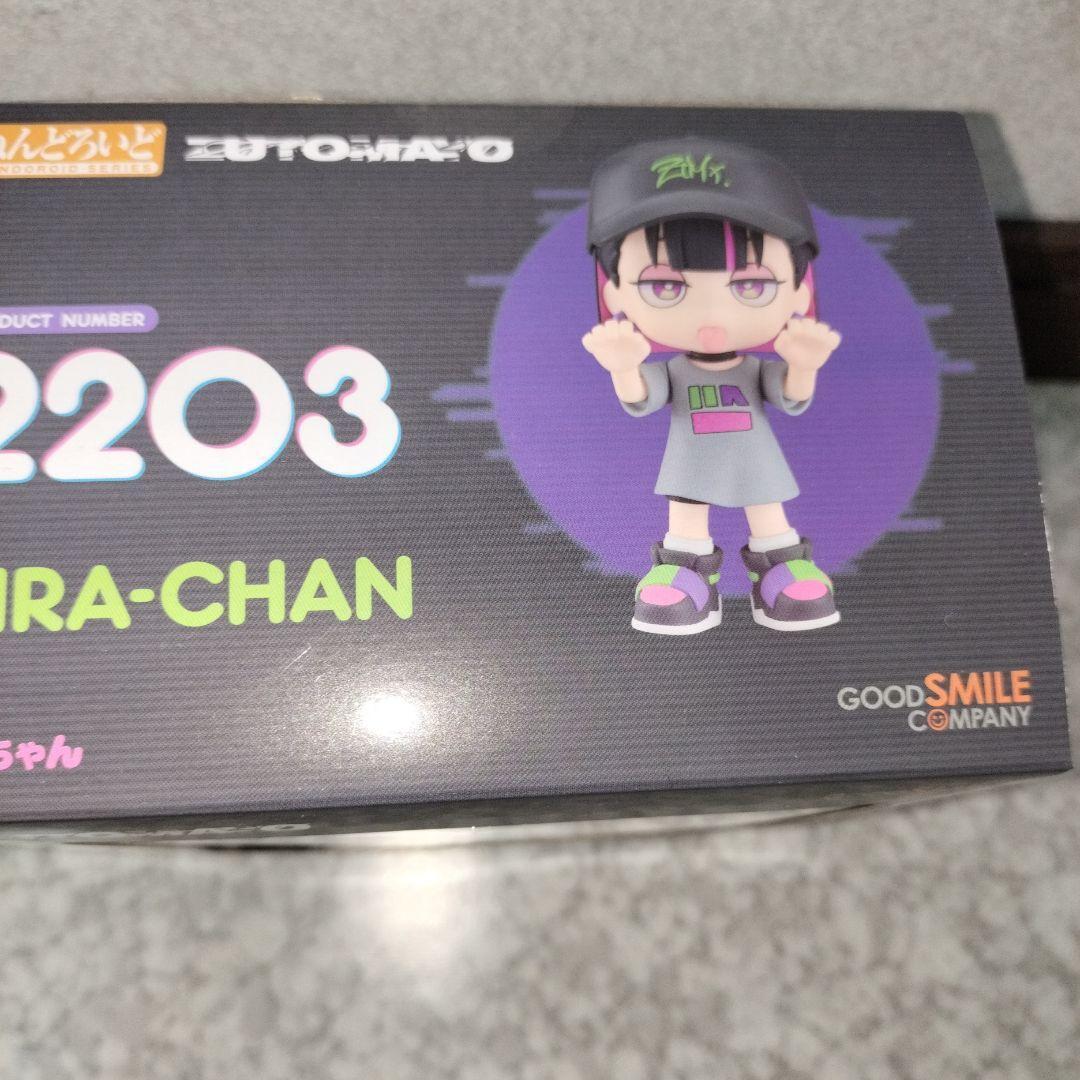 んどろいど
NDOROID SERIES
ZUTOMAYO
DUCT NUMBER
2203
IRA-CHAN
ちゃん
GOOD SMILE
COMPANY